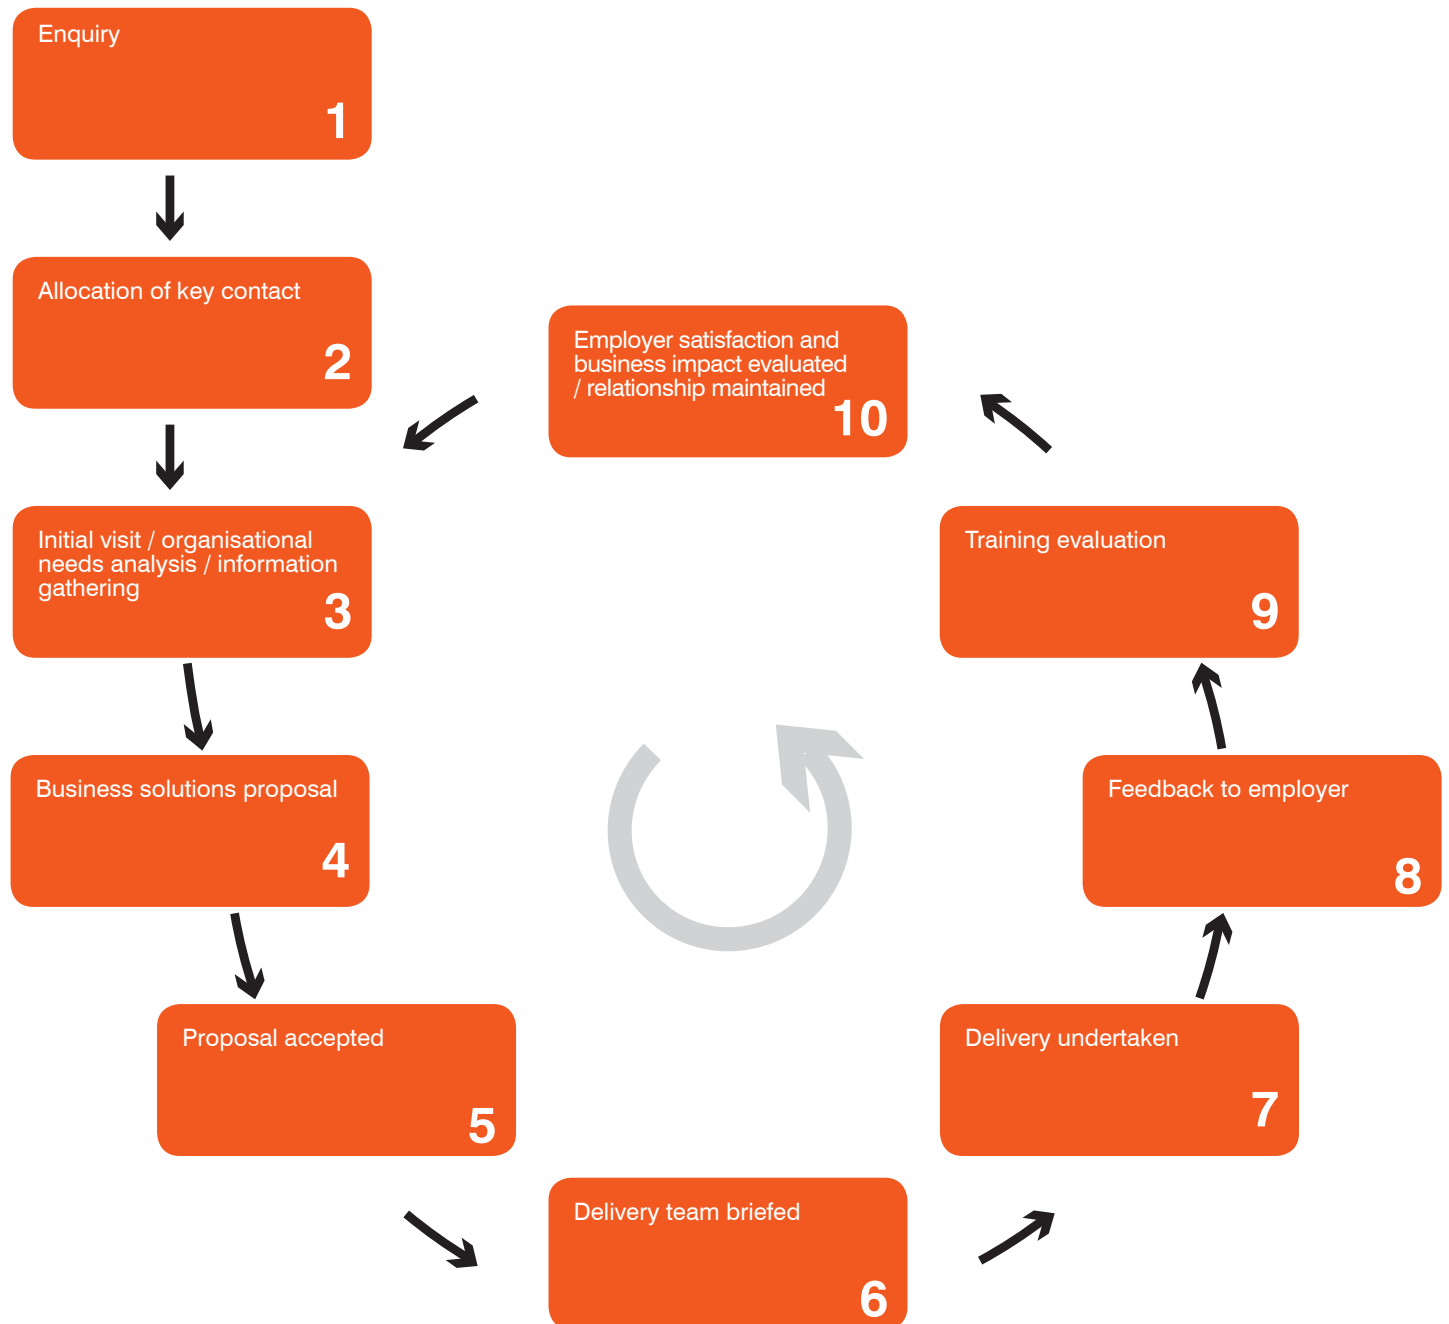 Enquiry
1
Allocation of key contact
2
Initial visit / organisational
needs analysis / information
gathering
3
Business solutions proposal
4
Proposal accepted
5
Delivery team briefed
6
Delivery undertaken
7
Feedback to employer
8
Training evaluation
9
Employer satisfaction and
business impact evaluated
/ relationship maintained
10